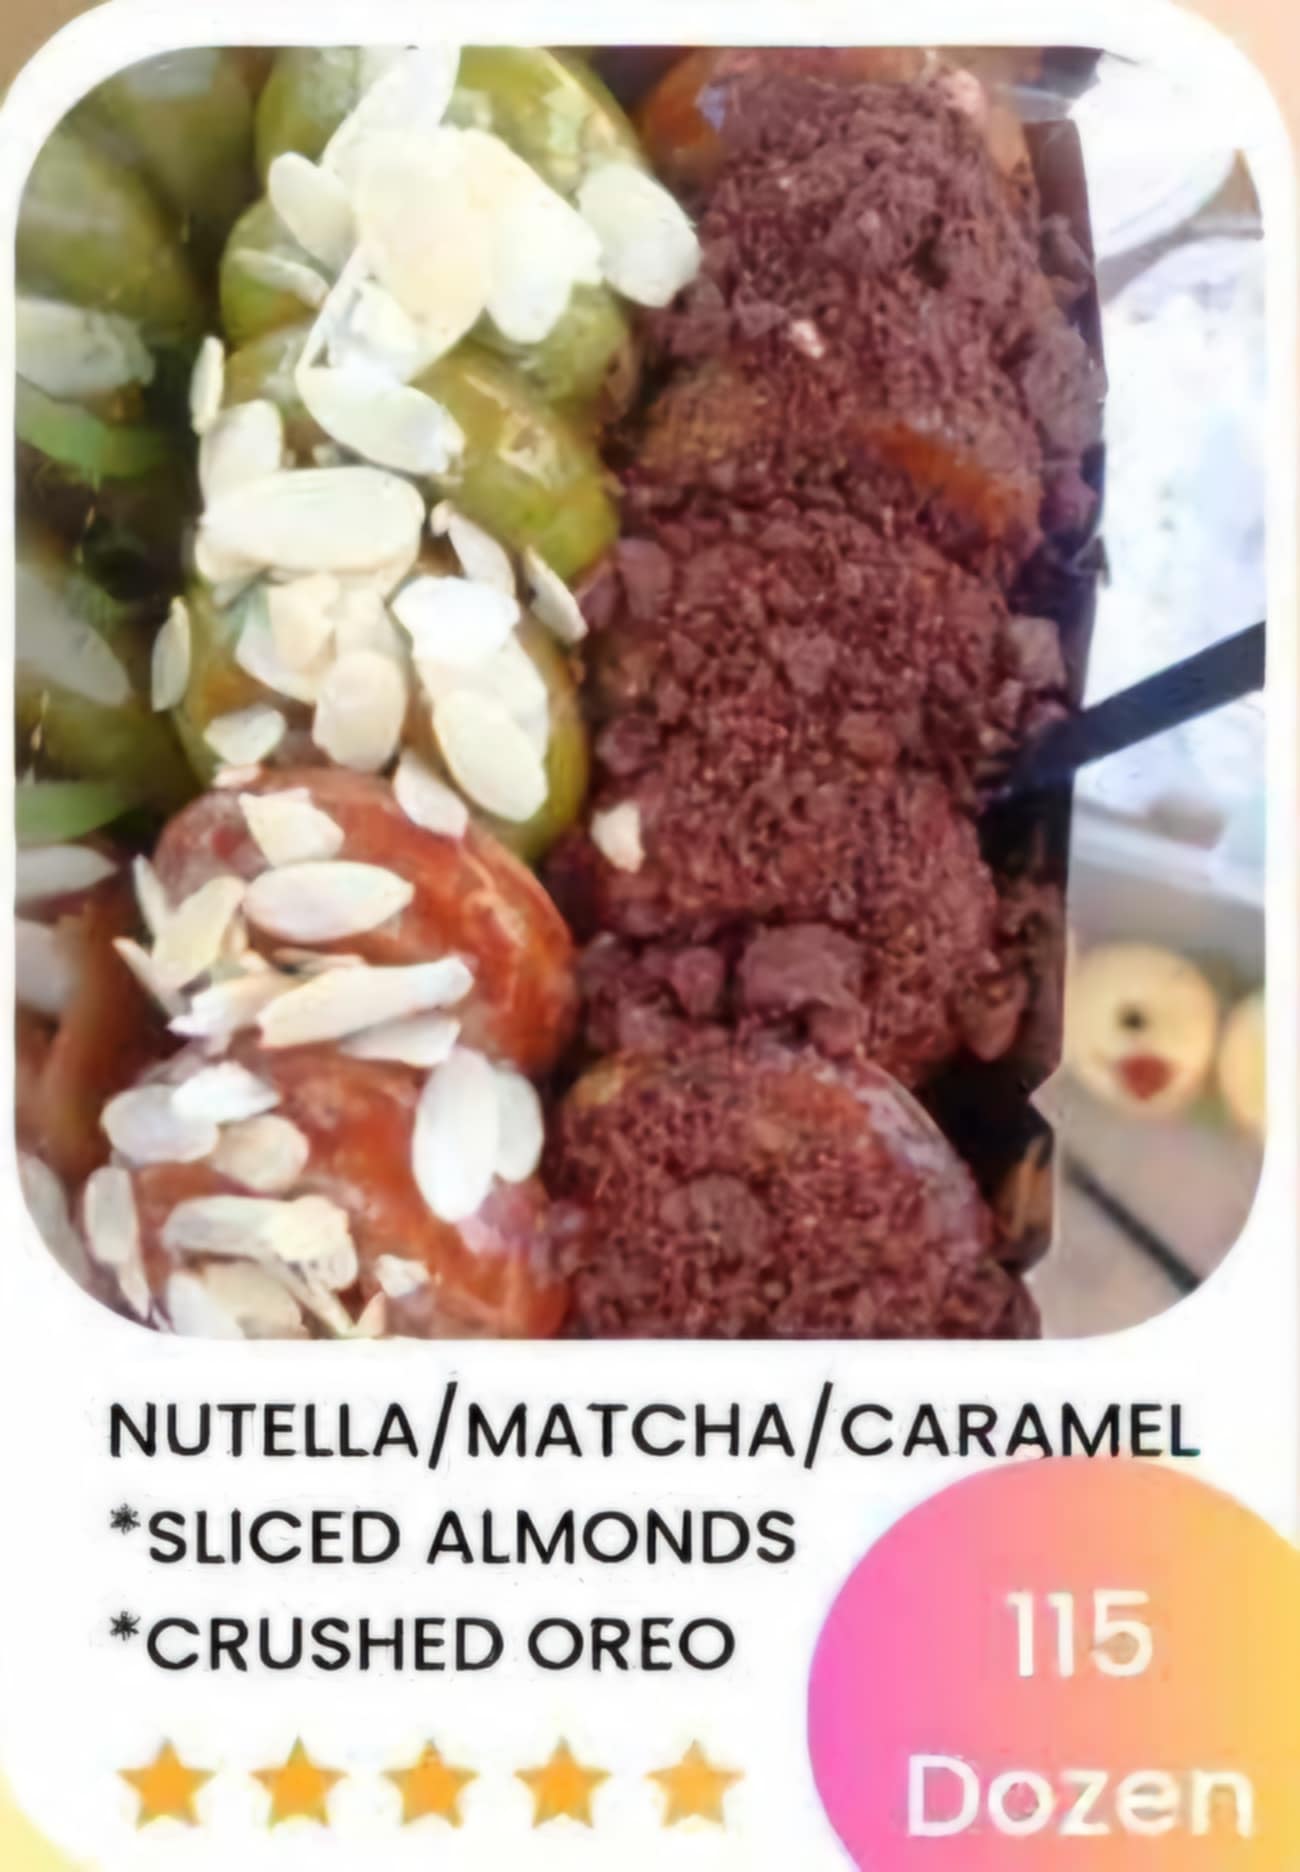 NUTELLA/MATCHA/CARAMEL
*SLICED ALMONDS
*CRUSHED OREO
115
Dozen